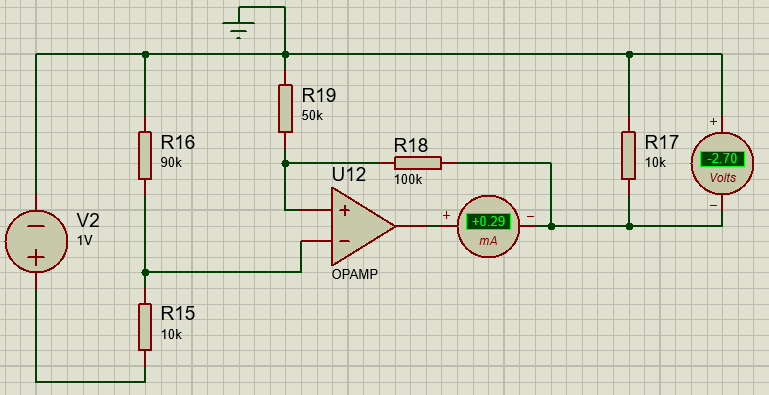 R19
50k
R16
90k
R18
100k
R17
10k
+
-2.70
Volts
−
U12
+
−
OPAMP
+
+0.29
mA
−
V2
1V
−
+
R15
10k